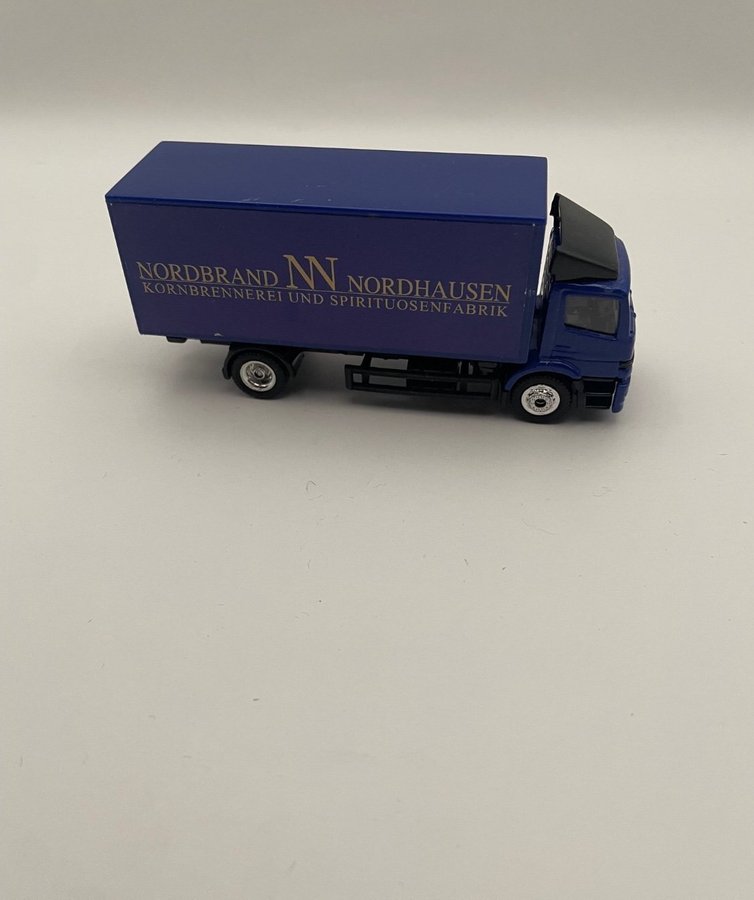 NORDBRAND NN NORDHAUSEN
KORNBRENNEREI UND SPIRITUOSENFABRIK